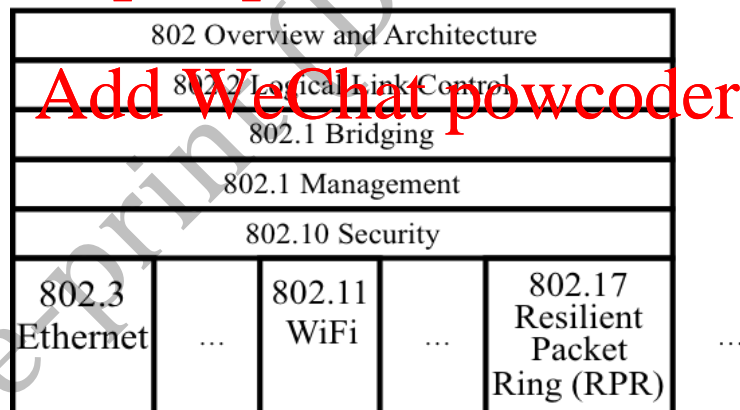 802 Overview and Architecture
802.2 Logical Link Control
Add WeChat powcoder
802.1 Bridging
802.1 Management
802.10 Security
802.3
Ethernet
...
802.11
WiFi
...
802.17
Resilient
Packet
Ring (RPR)
...
e-print